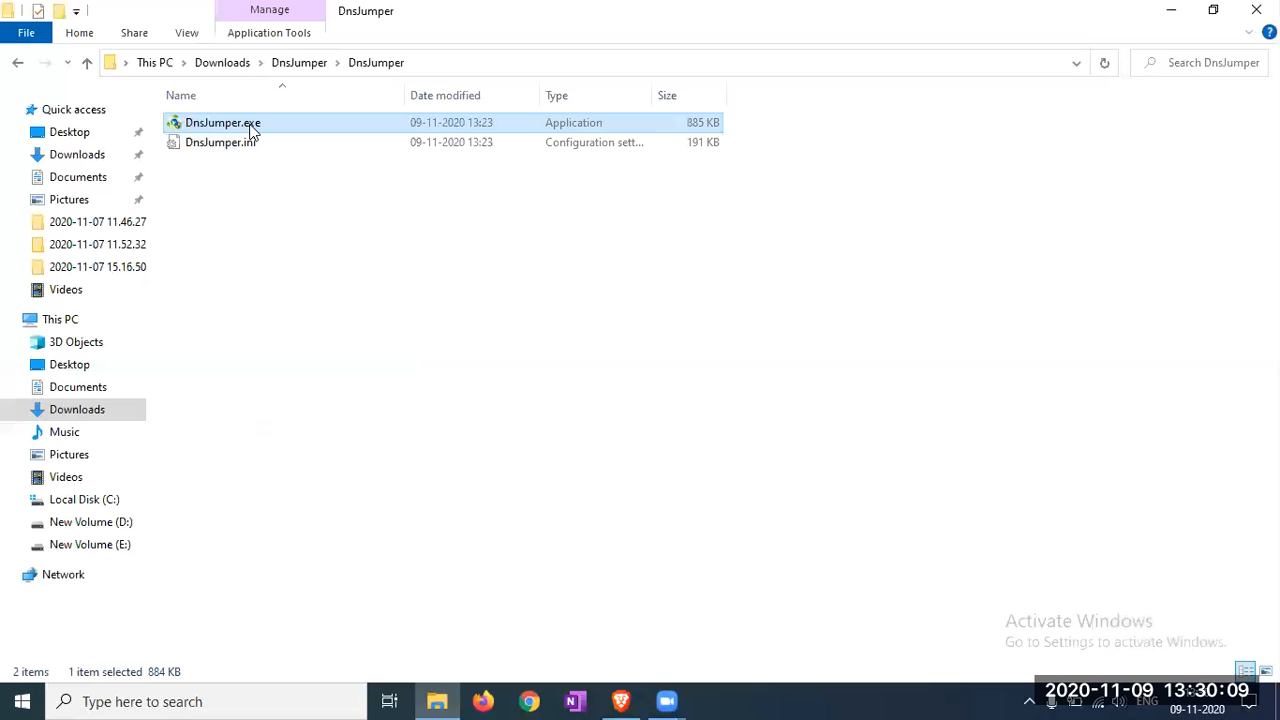 Manage
DnsJumper
File
Home
Share
View
Application Tools
This PC
Downloads
DnsJumper
DnsJumper
Search DnsJumper
Name
Date modified
Type
Size
DnsJumper.exe
09-11-2020 13:23
Application
885 KB
DnsJumper.ini
09-11-2020 13:23
Configuration sett...
191 KB
Quick access
Desktop
Downloads
Documents
Pictures
2020-11-07 11.46.27
2020-11-07 11.52.32
2020-11-07 15.16.50
Videos
This PC
3D Objects
Desktop
Documents
Downloads
Music
Pictures
Videos
Local Disk (C:)
New Volume (D:)
New Volume (E:)
Network
Activate Windows
Go to Settings to activate Windows.
2 items
1 item selected 884 KB
Type here to search
2020-11-09 13:30:09
ENG
09-11-2020